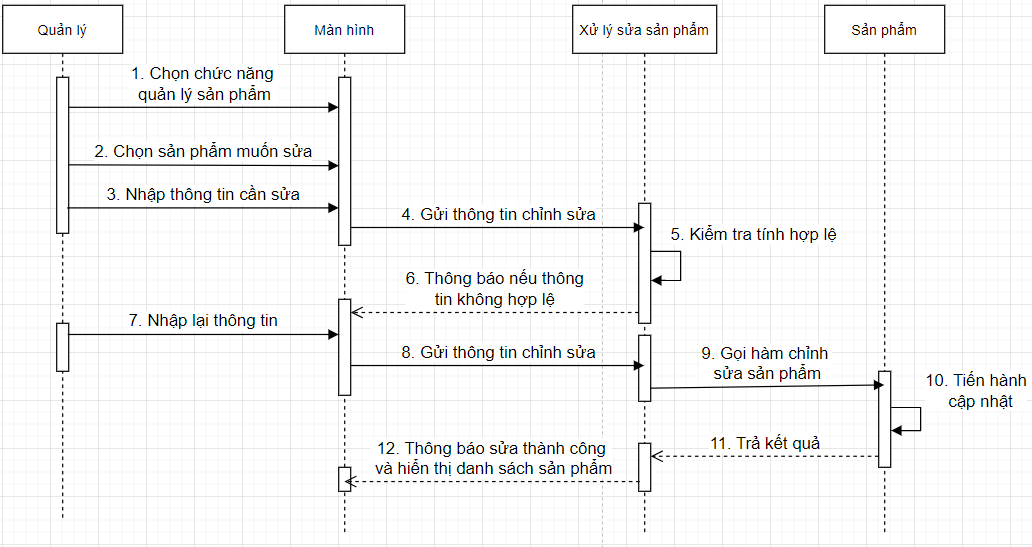 Quản lý
Màn hình
Xử lý sửa sản phẩm
Sản phẩm
1. Chọn chức năng
quản lý sản phẩm
2. Chọn sản phẩm muốn sửa
3. Nhập thông tin cần sửa
4. Gửi thông tin chỉnh sửa
5. Kiểm tra tính hợp lệ
6. Thông báo nếu thông
tin không hợp lệ
7. Nhập lại thông tin
8. Gửi thông tin chỉnh sửa
9. Gọi hàm chỉnh
sửa sản phẩm
10. Tiến hành
cập nhật
11. Trả kết quả
12. Thông báo sửa thành công
và hiển thị danh sách sản phẩm